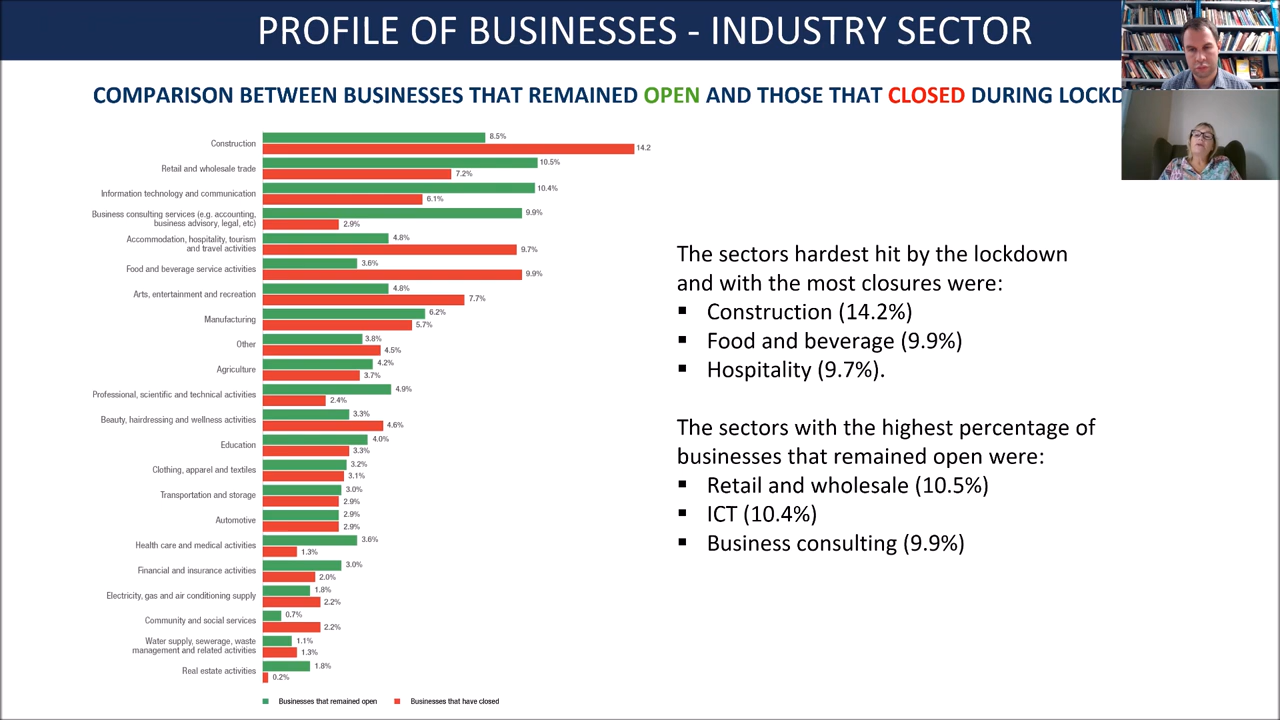 PROFILE OF BUSINESSES - INDUSTRY SECTOR
COMPARISON BETWEEN BUSINESSES THAT REMAINED OPEN AND THOSE THAT CLOSED DURING LOCKD
Construction
8.5%
14.2
Retail and wholesale trade
10.5%
7.2%
Information technology and communication
10.4%
6.1%
Business consulting services (e.g. accounting,
business advisory, legal, etc)
9.9%
2.9%
Accommodation, hospitality, tourism
and travel activities
4.8%
9.7%
Food and beverage service activities
3.6%
9.9%
Arts, entertainment and recreation
4.8%
7.7%
Manufacturing
6.2%
5.7%
Other
3.8%
4.5%
Agriculture
4.2%
3.7%
Professional, scientific and technical activities
4.9%
2.4%
Beauty, hairdressing and wellness activities
3.3%
4.6%
Education
4.0%
3.3%
Clothing, apparel and textiles
3.2%
3.1%
Transportation and storage
3.0%
2.9%
Automotive
2.9%
2.9%
Health care and medical activities
3.6%
1.3%
Financial and insurance activities
3.0%
2.0%
Electricity, gas and air conditioning supply
1.8%
2.2%
Community and social services
0.7%
2.2%
Water supply, sewerage, waste
management and related activities
1.1%
1.3%
Real estate activities
1.8%
0.2%
Businesses that remained open
Businesses that have closed
The sectors hardest hit by the lockdown
and with the most closures were:
▪ Construction (14.2%)
▪ Food and beverage (9.9%)
▪ Hospitality (9.7%).
The sectors with the highest percentage of
businesses that remained open were:
▪ Retail and wholesale (10.5%)
▪ ICT (10.4%)
▪ Business consulting (9.9%)